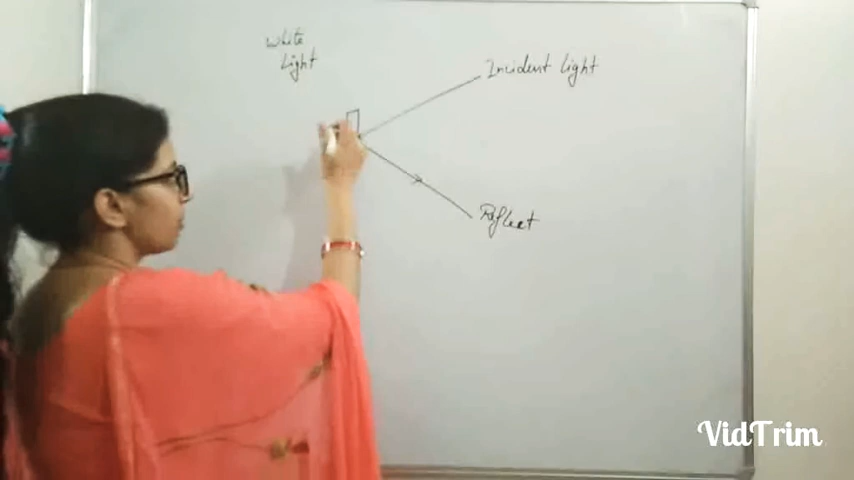 white
light
Incident light
Reflect
VidTrim